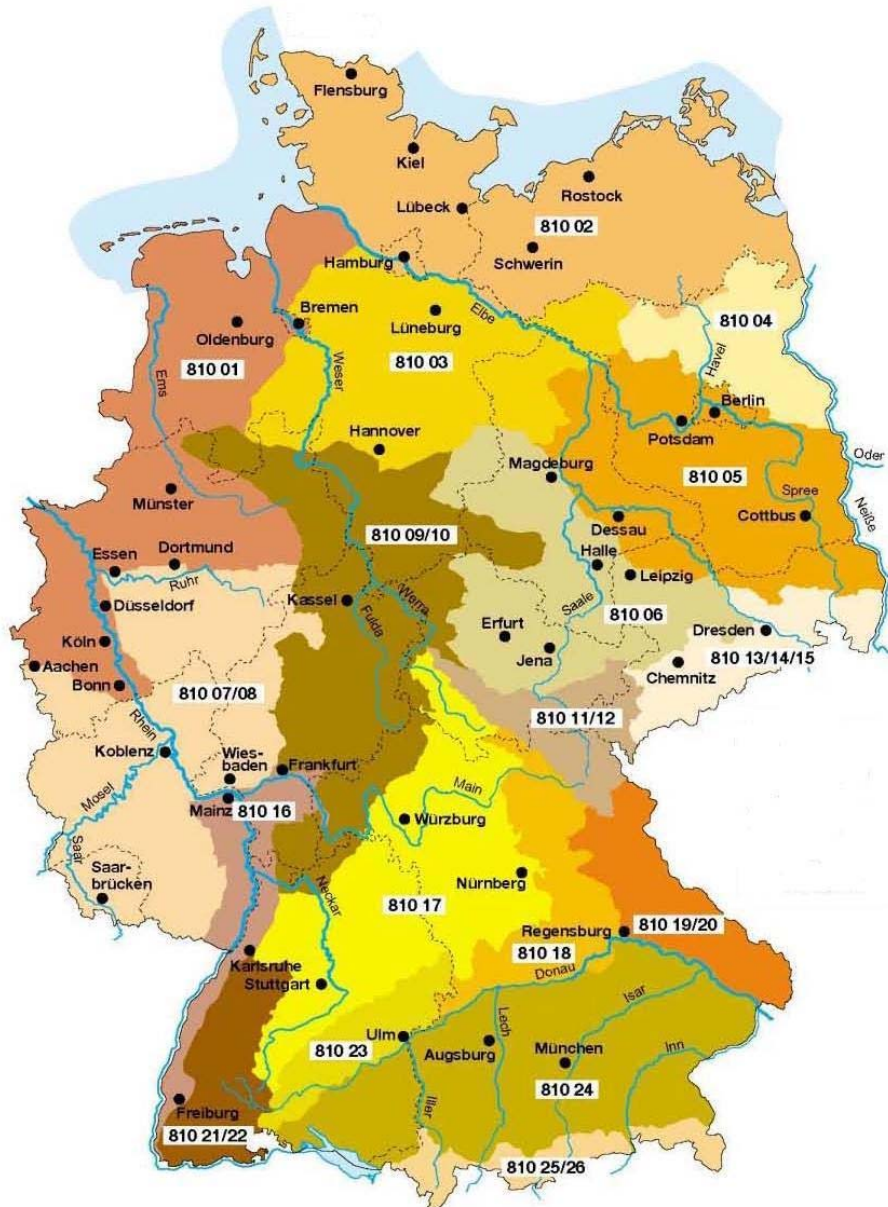 Flensburg
Kiel
Rostock
Lübeck
810 02
Schwerin
Hamburg
Elbe
Bremen
Lüneburg
Oldenburg
810 04
Havel
810 01
810 03
Weser
Ems
Berlin
Potsdam
Hannover
Magdeburg
Oder
810 05
Münster
Spree
Neiße
Cottbus
Dessau
810 09/10
Essen
Dortmund
Ruhr
Halle
Leipzig
Düsseldorf
Kassel
Fulda
Werra
Saale
810 06
Erfurt
Jena
Dresden
Köln
Aachen
Bonn
810 13/14/15
Chemnitz
810 07/08
810 11/12
Rhein
Koblenz
Wies-
baden
Frankfurt
Mosel
Main
Mainz
810 16
Würzburg
Saar
Saar-
brücken
Neckar
Nürnberg
810 17
Regensburg
810 19/20
810 18
Karlsruhe
Stuttgart
Donau
Isar
Lech
Ulm
810 23
Augsburg
München
Inn
810 24
Iller
Freiburg
810 21/22
810 25/26